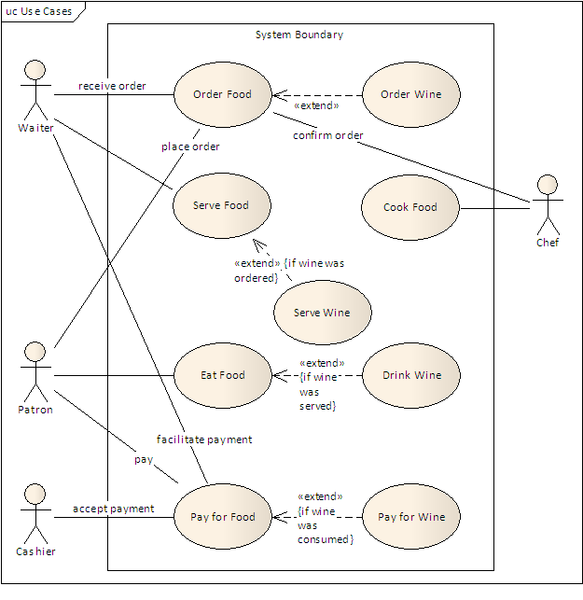 uc Use Cases
System Boundary
receive order
Order Food
Order Wine
«extend»
Waiter
confirm order
place order
Serve Food
Cook Food
Chef
«extend» {if wine was
ordered}
Serve Wine
«extend»
{if wine
was
served}
Eat Food
Drink Wine
Patron
facilitate payment
pay
«extend»
{if wine
was
consumed}
accept payment
Pay for Food
Pay for Wine
Cashier